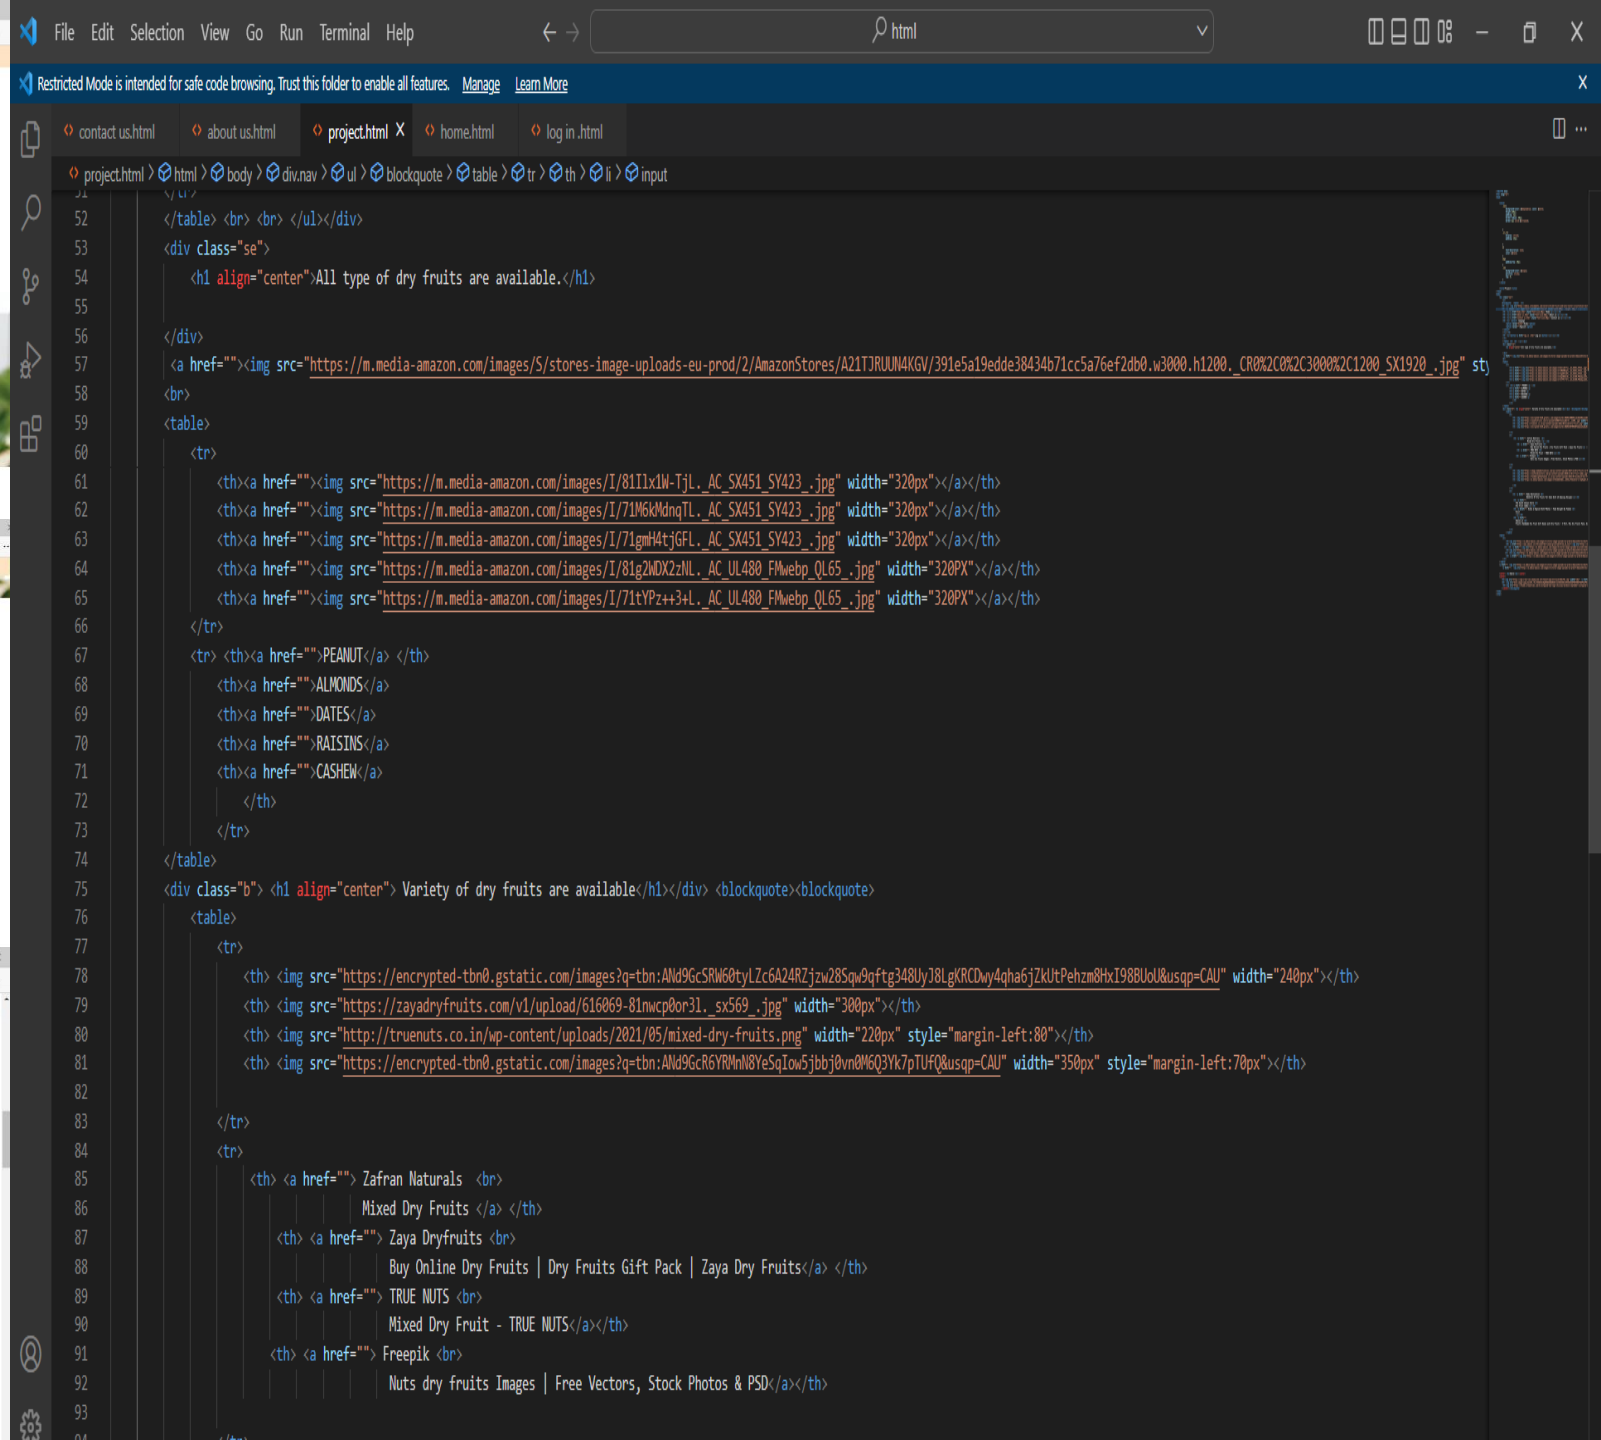 File Edit Selection View Go Run Terminal Help
html
Restricted Mode is intended for safe code browsing. Trust this folder to enable all features. Manage Learn More
contact us.html about us.html project.html X home.html log in .html
project.html > html > body > div.nav > ul > blockquote > table > tr > th > li > input
51 </tr>
52 </table> <br> <br> </ul></div>
53 <div class="se">
54 <h1 align="center">All type of dry fruits are available.</h1>
55
56 </div>
57 <a href=""><img src="https://m.media-amazon.com/images/S/stores-image-uploads-eu-prod/2/AmazonStores/A21TJRUUN4KGV/391e5a19edde38434b71cc5a76ef2db0.w3000.h1200._CR0%2C0%2C3000%2C1200_SX1920_.jpg" sty
58 <br>
59 <table>
60 <tr>
61 <th><a href=""><img src="https://m.media-amazon.com/images/I/81Ilx1W-TjL._AC_SX451_SY423_.jpg" width="320px"></a></th>
62 <th><a href=""><img src="https://m.media-amazon.com/images/I/71M6kMdnqTL._AC_SX451_SY423_.jpg" width="320px"></a></th>
63 <th><a href=""><img src="https://m.media-amazon.com/images/I/71gmH4tjGFL._AC_SX451_SY423_.jpg" width="320px"></a></th>
64 <th><a href=""><img src="https://m.media-amazon.com/images/I/81g2WDX2zNL._AC_UL480_FMwebp_QL65_.jpg" width="320PX"></a></th>
65 <th><a href=""><img src="https://m.media-amazon.com/images/I/71tYPz++3+L._AC_UL480_FMwebp_QL65_.jpg" width="320PX"></a></th>
66 </tr>
67 <tr> <th><a href="">PEANUT</a> </th>
68 <th><a href="">ALMONDS</a>
69 <th><a href="">DATES</a>
70 <th><a href="">RAISINS</a>
71 <th><a href="">CASHEW</a>
72 </th>
73 </tr>
74 </table>
75 <div class="b"> <h1 align="center"> Variety of dry fruits are available</h1></div> <blockquote><blockquote>
76 <table>
77 <tr>
78 <th> <img src="https://encrypted-tbn0.gstatic.com/images?q=tbn:ANd9GcSRW60tyLZc6A24RZjzw28Sqw9qftg348UyJ8LgKRCDwy4qha6jZkUtPehzm8HxI98BUoU&usqp=CAU" width="240px"></th>
79 <th> <img src="https://zayadryfruits.com/v1/upload/616069-81nwcp0or3l._sx569_.jpg" width="300px"></th>
80 <th> <img src="http://truenuts.co.in/wp-content/uploads/2021/05/mixed-dry-fruits.png" width="220px" style="margin-left:80"></th>
81 <th> <img src="https://encrypted-tbn0.gstatic.com/images?q=tbn:ANd9GcR6YRMnN8YeSqIow5jbbj0vn0M6Q3Yk7pTUfQ&usqp=CAU" width="350px" style="margin-left:70px"></th>
82
83 </tr>
84 <tr>
85 <th> <a href=""> Zafran Naturals <br>
86 Mixed Dry Fruits </a> </th>
87 <th> <a href=""> Zaya Dryfruits <br>
88 Buy Online Dry Fruits | Dry Fruits Gift Pack | Zaya Dry Fruits</a> </th>
89 <th> <a href=""> TRUE NUTS <br>
90 Mixed Dry Fruit - TRUE NUTS</a></th>
91 <th> <a href=""> Freepik <br>
92 Nuts dry fruits Images | Free Vectors, Stock Photos & PSD</a></th>
93
94 </tr>